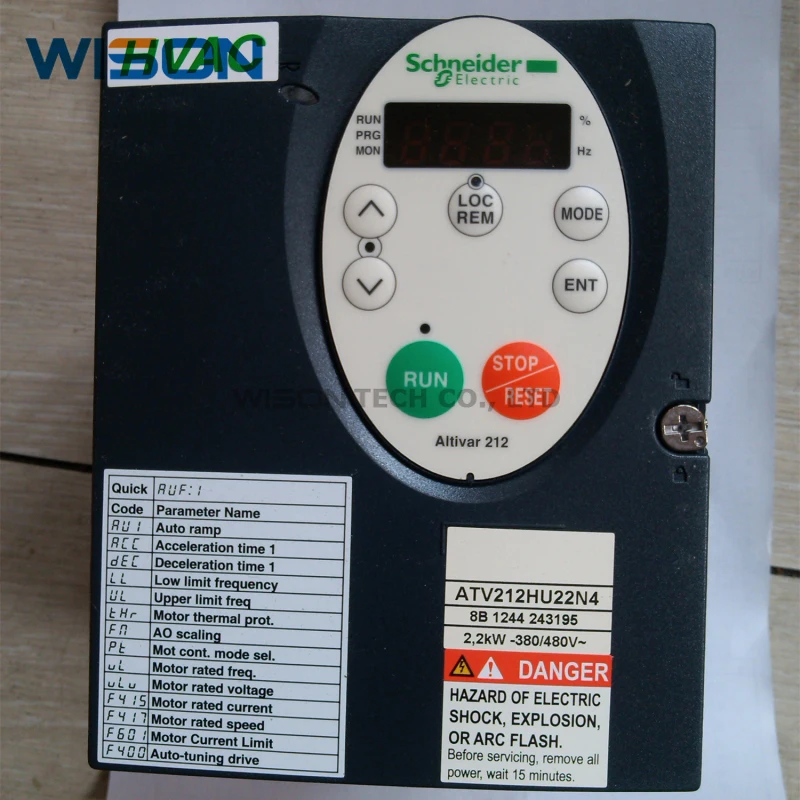 WISON
HVAC
Schneider
Electric
RUN
PRG
MON
%
Hz
LOC
REM
MODE
ENT
RUN
STOP
RESET
WISON TECH CO., LTD
Altivar 212
Quick AUF:1
Code Parameter Name
AU1 Auto ramp
ACC Acceleration time 1
dEC Deceleration time 1
LL Low limit frequency
UL Upper limit freq
tHr Motor thermal prot.
FM AO scaling
Pt Mot cont. mode sel.
uL Motor rated freq.
uLu Motor rated voltage
F415 Motor rated current
F417 Motor rated speed
F601 Motor Current Limit
F400 Auto-tuning drive
ATV212HU22N4
8B 1244 243195
2,2kW -380/480V~
DANGER
HAZARD OF ELECTRIC
SHOCK, EXPLOSION,
OR ARC FLASH.
Before servicing, remove all
power, wait 15 minutes.